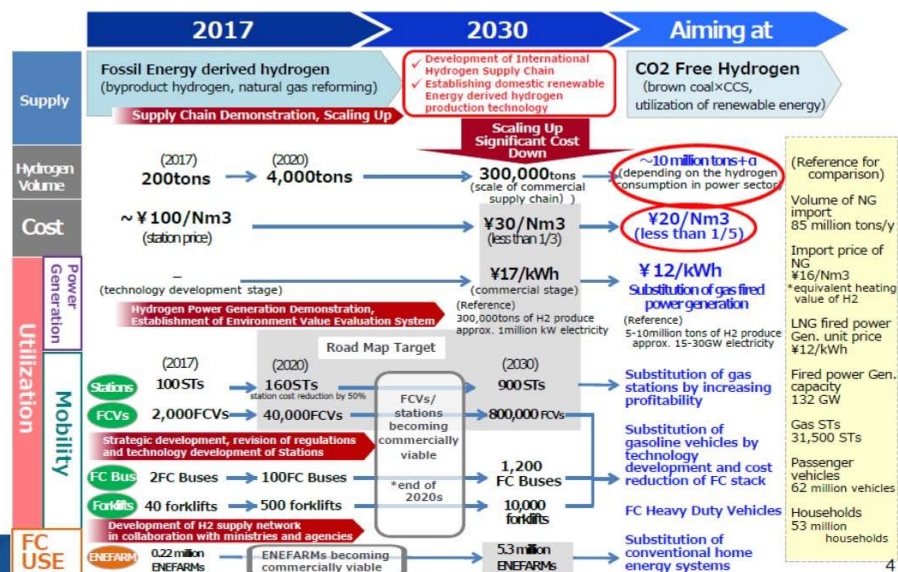 2017
2030
Aiming at
Supply
Fossil Energy derived hydrogen
(byproduct hydrogen, natural gas reforming)
✓ Development of International
Hydrogen Supply Chain
✓ Establishing domestic renewable
Energy derived hydrogen
production technology
CO2 Free Hydrogen
(brown coal×CCS,
utilization of renewable energy)
Supply Chain Demonstration, Scaling Up
Scaling Up
Significant Cost
Down
Hydrogen
Volume
(2017)
200tons
(2020)
4,000tons
300,000tons
(scale of commercial
supply chain) )
~10 million tons+α
(depending on the hydrogen
consumption in power sector)
Cost
~ ¥100/Nm3
(station price)
¥30/Nm3
(less than 1/3)
¥20/Nm3
(less than 1/5)
Utilization
Power
Generation
–
(technology development stage)
¥17/kWh
(commercial stage)
¥12/kWh
Substitution of gas fired
power generation
Hydrogen Power Generation Demonstration,
Establishment of Environment Value Evaluation System
(Reference)
300,000tons of H2 produce
approx. 1million kW electricity
(Reference)
5-10million tons of H2 produce
approx. 15-30GW electricity
Road Map Target
Mobility
(2017)
(2020)
(2030)
Stations
100 STs
160STs
station cost reduction by 50%
900 STs
Substitution of gas
stations by increasing
profitability
FCVs
2,000FCVs
40,000FCVs
FCVs/
stations
becoming
commercially
viable
*end of
2020s
800,000 FCVs
Strategic development, revision of regulations
and technology development of Stations
Substitution of
gasoline vehicles by
technology
development and cost
reduction of FC stack
FC Bus
2FC Buses
100FC Buses
1,200
FC Buses
Forklifts
40 forklifts
500 forklifts
10,000
forklifts
FC Heavy Duty Vehicles
Development of H2 supply network
in collaboration with ministries and agencies
FC
USE
ENEFARM
0.22 million
ENEFARMs
ENEFARMs becoming
commercially viable
5.3 million
ENEFARMs
Substitution of
conventional home
energy systems
(Reference for
comparison)
Volume of NG
import
85 million tons/y
Import price of
NG
¥16/Nm3
*equivalent heating
value of H2
LNG fired power
Gen. unit price
¥12/kWh
Fired power Gen.
capacity
132 GW
Gas STs
31,500 STs
Passenger
vehicles
62 million vehicles
Households
53 million
households
4